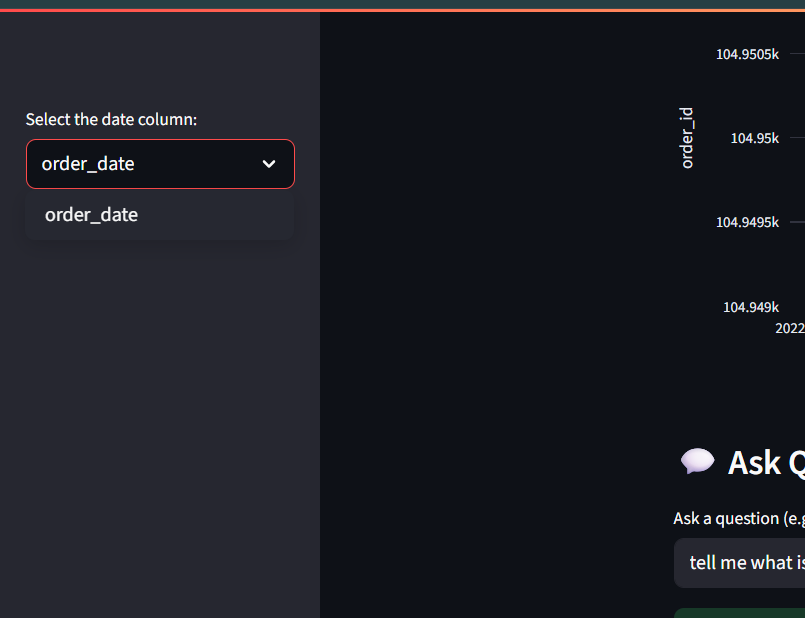 Select the date column:
order_date
order_date
104.9505k
104.95k
104.9495k
104.949k
order_id
2022
Ask
Ask a question (e.g
tell me what is